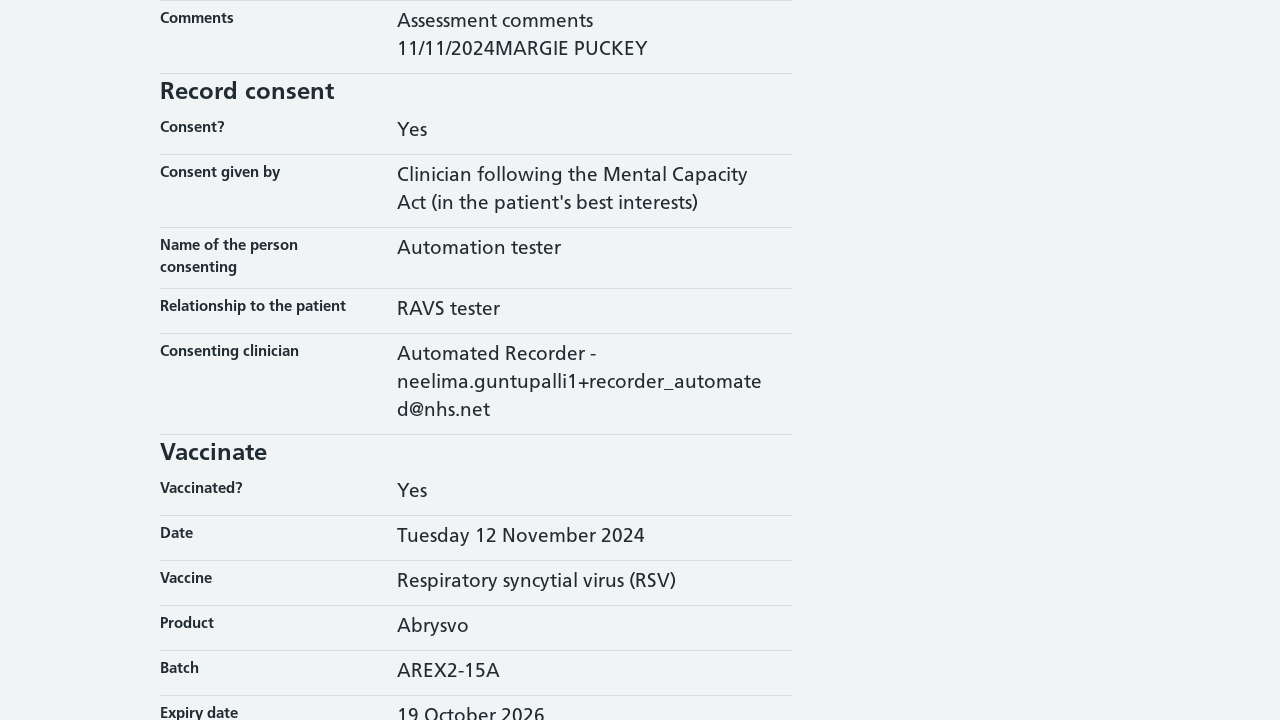 Comments
Assessment comments
11/11/2024MARGIE PUCKEY
Record consent
Consent?
Yes
Consent given by
Clinician following the Mental Capacity
Act (in the patient's best interests)
Name of the person
consenting
Automation tester
Relationship to the patient
RAVS tester
Consenting clinician
Automated Recorder -
neelima.guntupalli1+recorder_automate
d@nhs.net
Vaccinate
Vaccinated?
Yes
Date
Tuesday 12 November 2024
Vaccine
Respiratory syncytial virus (RSV)
Product
Abrysvo
Batch
AREX2-15A
Expiry date
19 October 2026